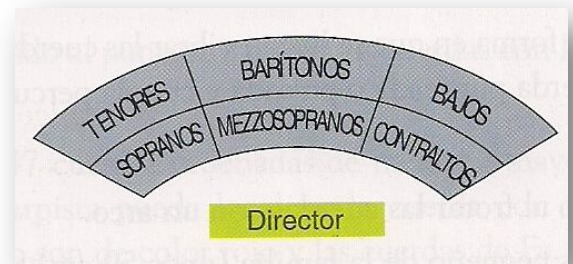 TENORES BARÍTONOS BAJOS
SOPRANOS MEZZOSOPRANOS CONTRALTOS
Director